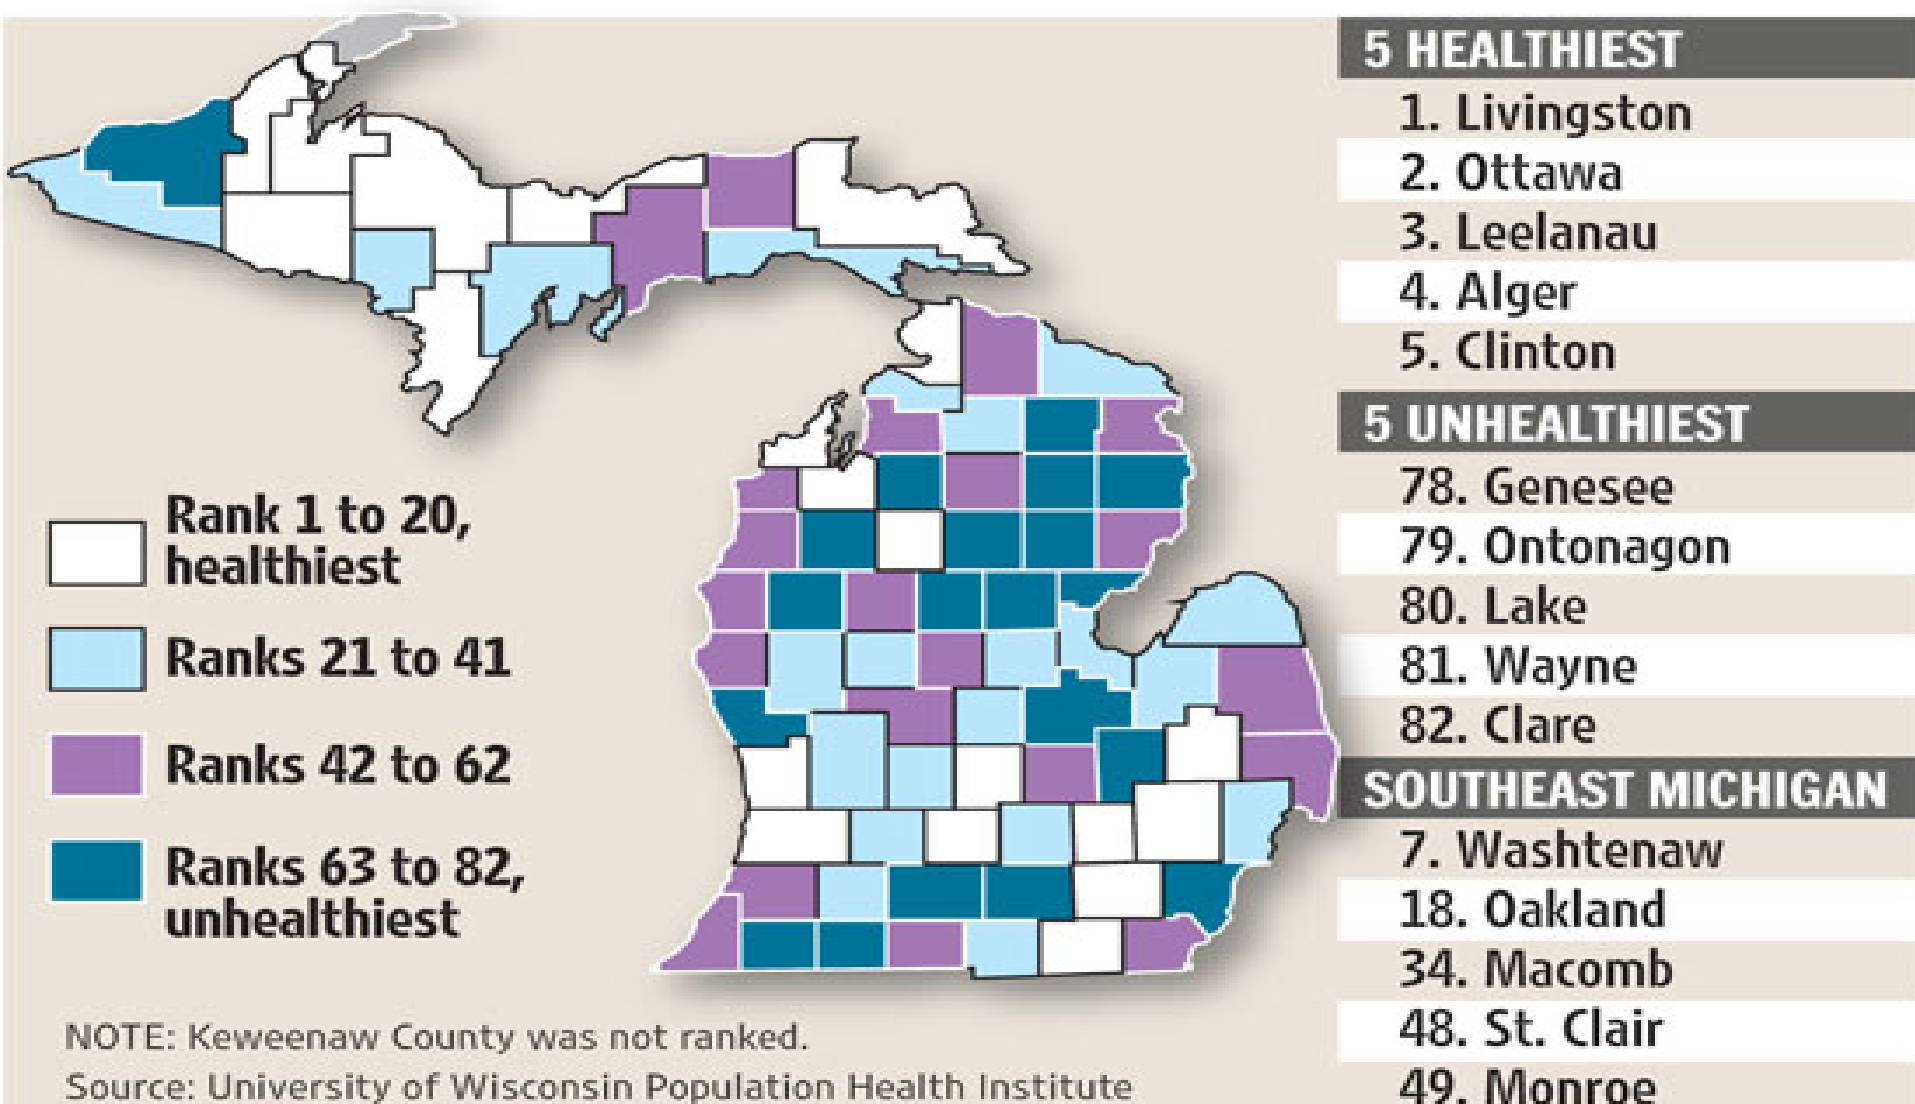 5 HEALTHIEST
1. Livingston
2. Ottawa
3. Leelanau
4. Alger
5. Clinton
5 UNHEALTHIEST
78. Genesee
79. Ontonagon
80. Lake
81. Wayne
82. Clare
SOUTHEAST MICHIGAN
7. Washtenaw
18. Oakland
34. Macomb
48. St. Clair
49. Monroe
Rank 1 to 20,
healthiest
Ranks 21 to 41
Ranks 42 to 62
Ranks 63 to 82,
unhealthiest
NOTE: Keweenaw County was not ranked.
Source: University of Wisconsin Population Health Institute